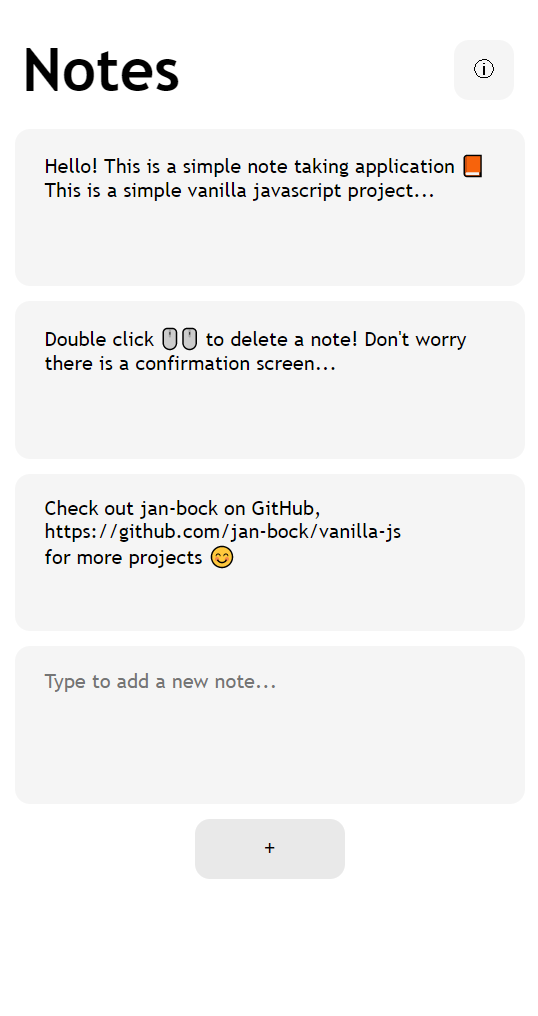 Notes
ⓘ
Hello! This is a simple note taking application 📙
This is a simple vanilla javascript project...
Double click 🖱️🖱️ to delete a note! Don't worry
there is a confirmation screen...
Check out jan-bock on GitHub,
https://github.com/jan-bock/vanilla-js
for more projects 😊
Type to add a new note...
+